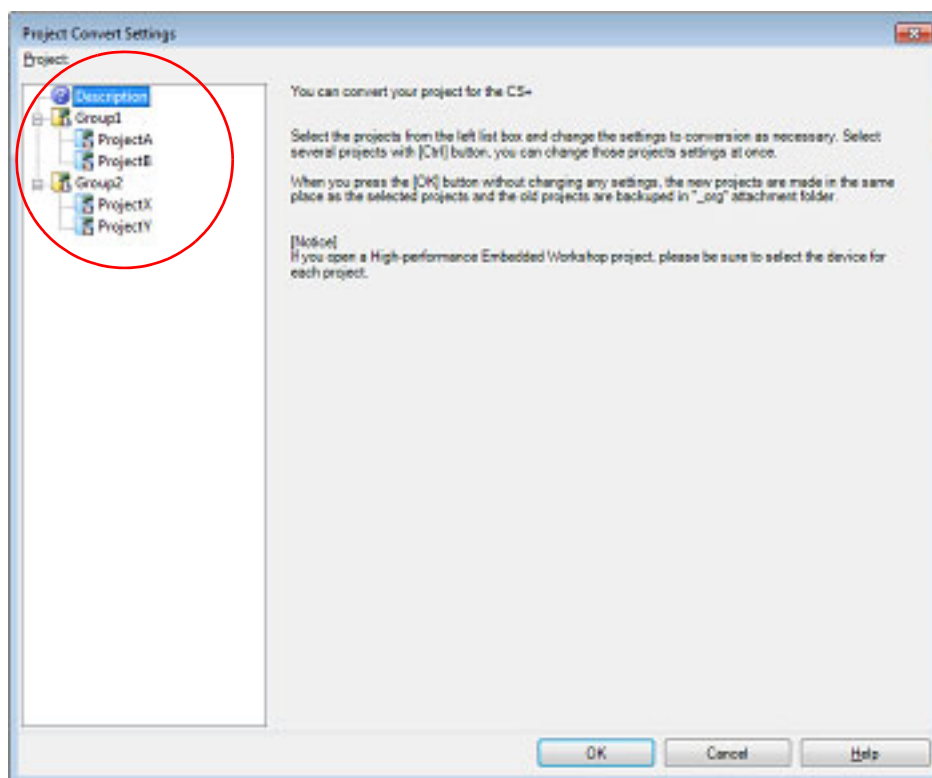 Project Convert Settings
Project:
Description
Group1
ProjectA
ProjectB
Group2
ProjectX
ProjectY
You can convert your project for the CS+
Select the projects from the left list box and change the settings to conversion as necessary. Select
several projects with [Ctrl] button, you can change those projects settings at once.
When you press the [OK] button without changing any settings, the new projects are made in the same
place as the selected projects and the old projects are backuped in "_org" attachment folder.
[Notice]
If you open a High-performance Embedded Workshop project, please be sure to select the device for
each project.
OK
Cancel
Help